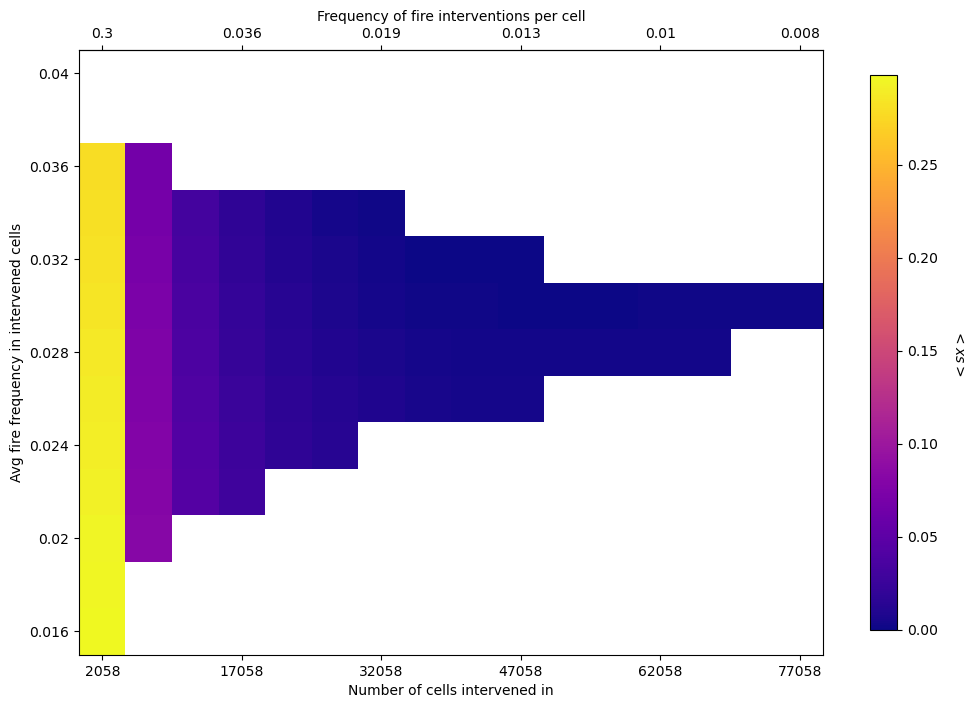 Frequency of fire interventions per cell
0.3 0.036 0.019 0.013 0.01 0.008
0.04
0.036
0.032
0.028
0.024
0.02
0.016
Avg fire frequency in intervened cells
2058 17058 32058 47058 62058 77058
Number of cells intervened in
0.25
0.20
0.15
0.10
0.05
0.00
< xs >